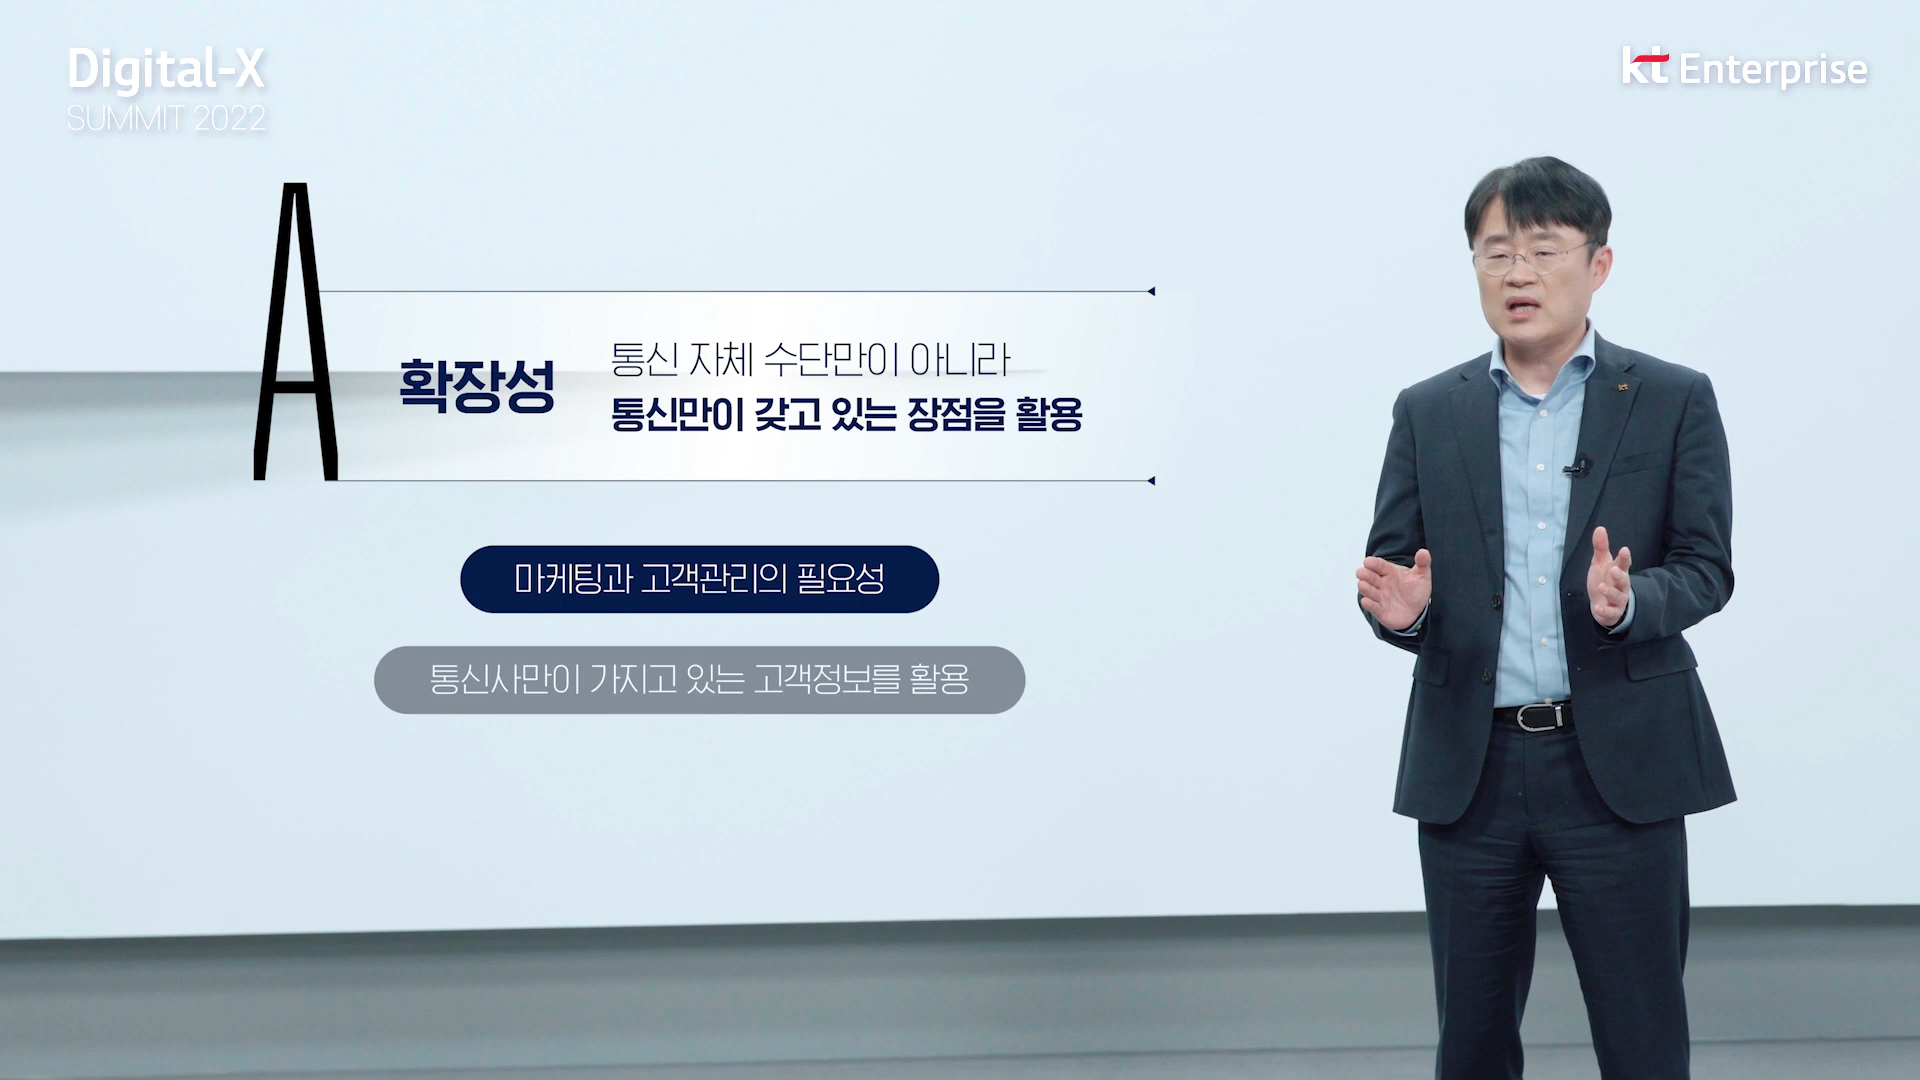 Digital-X
SUMMIT 2022
kt Enterprise
A
확장성
통신 자체 수단만이 아니라
통신만이 갖고 있는 장점을 활용
마케팅과 고객관리의 필요성
통신사만이 가지고 있는 고객정보를 활용
kt